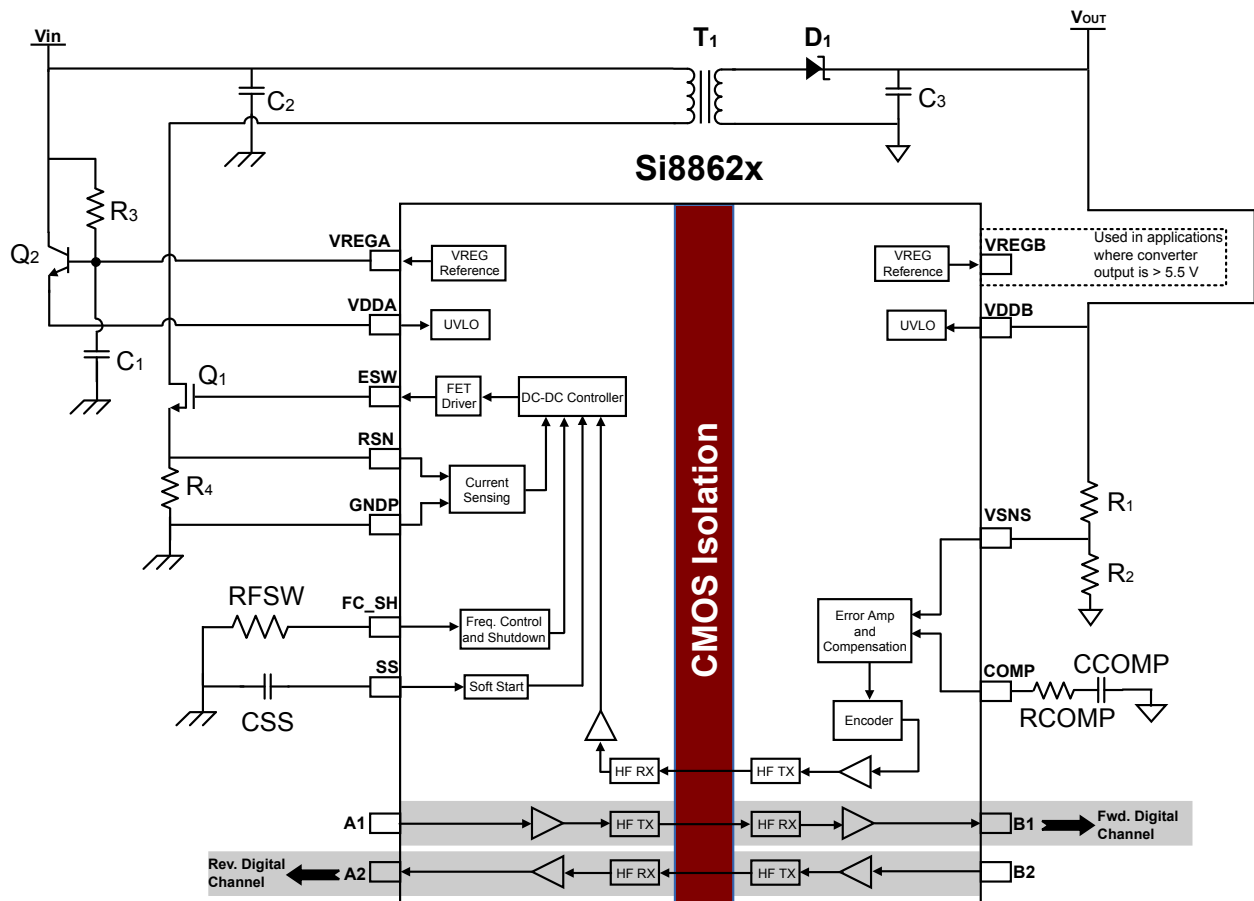 Vin
T1
D1
VOUT
C2
C3
Si8862x
R3
Q2
VREGA
VREG
Reference
VREG
Reference
VREGB
Used in applications
where converter
output is > 5.5 V
VDDA
UVLO
UVLO
VDDB
C1
Q1
ESW
FET
Driver
DC-DC Controller
RSN
R4
Current
Sensing
GNDP
CMOS Isolation
VSNS
R1
R2
RFSW
FC_SH
Freq. Control
and Shutdown
Error Amp
and
Compensation
SS
Soft Start
CSS
COMP
CCOMP
RCOMP
Encoder
HF RX
HF TX
A1
HF TX
HF RX
B1
Fwd. Digital
Channel
Rev. Digital
Channel
A2
HF RX
HF TX
B2